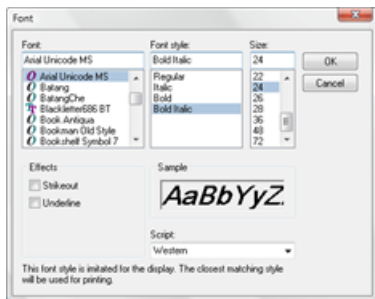 Font
Font: Font style: Size:
Arial Unicode MS Bold Italic 24 OK
Arial Unicode MS Regular 22 Cancel
Batang Italic 24
BatangChe Bold 26
Blackletter686 BT Bold Italic 28
Book Antiqua 36
Bookman Old Style 48
Bookshelf Symbol 7 72
Effects Sample
Strikeout
Underline
AaBbYyZ
Script:
Western
This font style is imitated for the display. The closest matching style
will be used for printing.